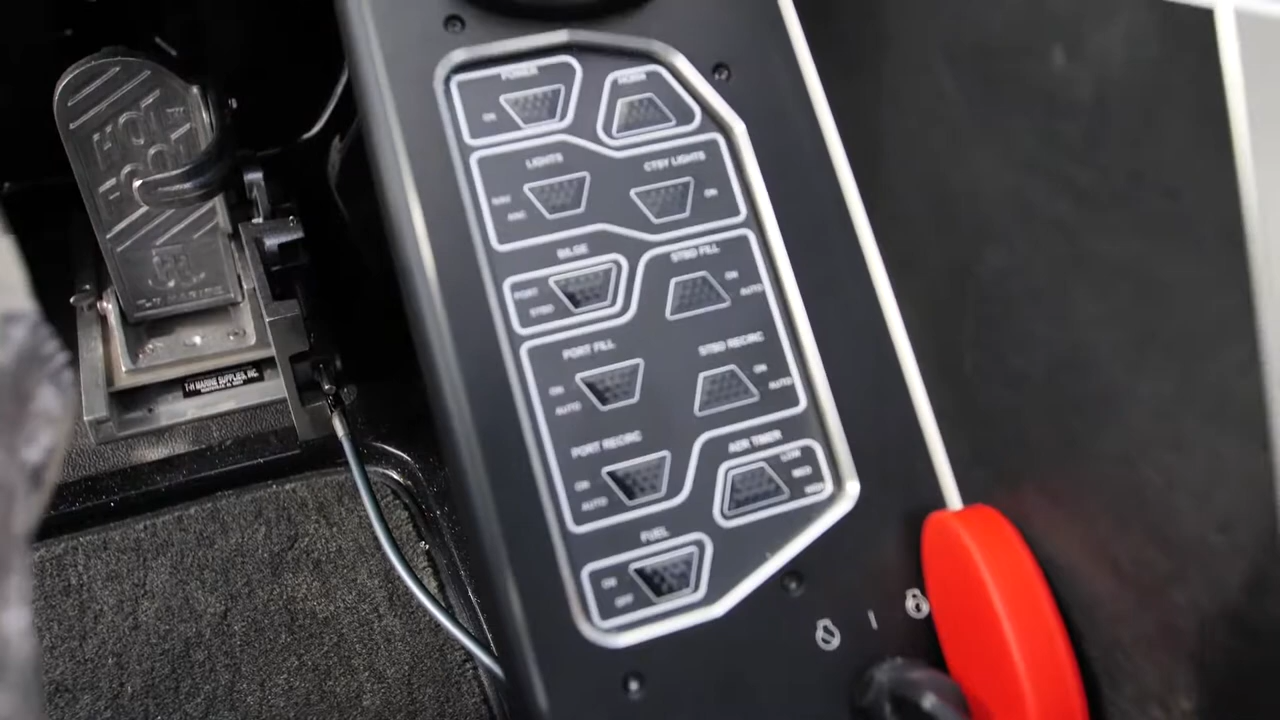 POWER
ON
HORN
LIGHTS
NAV
ANC
CTSY LIGHTS
ON
BILGE
PORT
STBD
STBD FILL
ON
AUTO
PORT FILL
ON
AUTO
STBD RECIRC
ON
AUTO
PORT RECIRC
ON
AUTO
AER TIMER
LOW
MED
HIGH
FUEL
ON
OFF
HOT
FOOT
T-H MARINE
T-H MARINE SUPPLIES, INC.